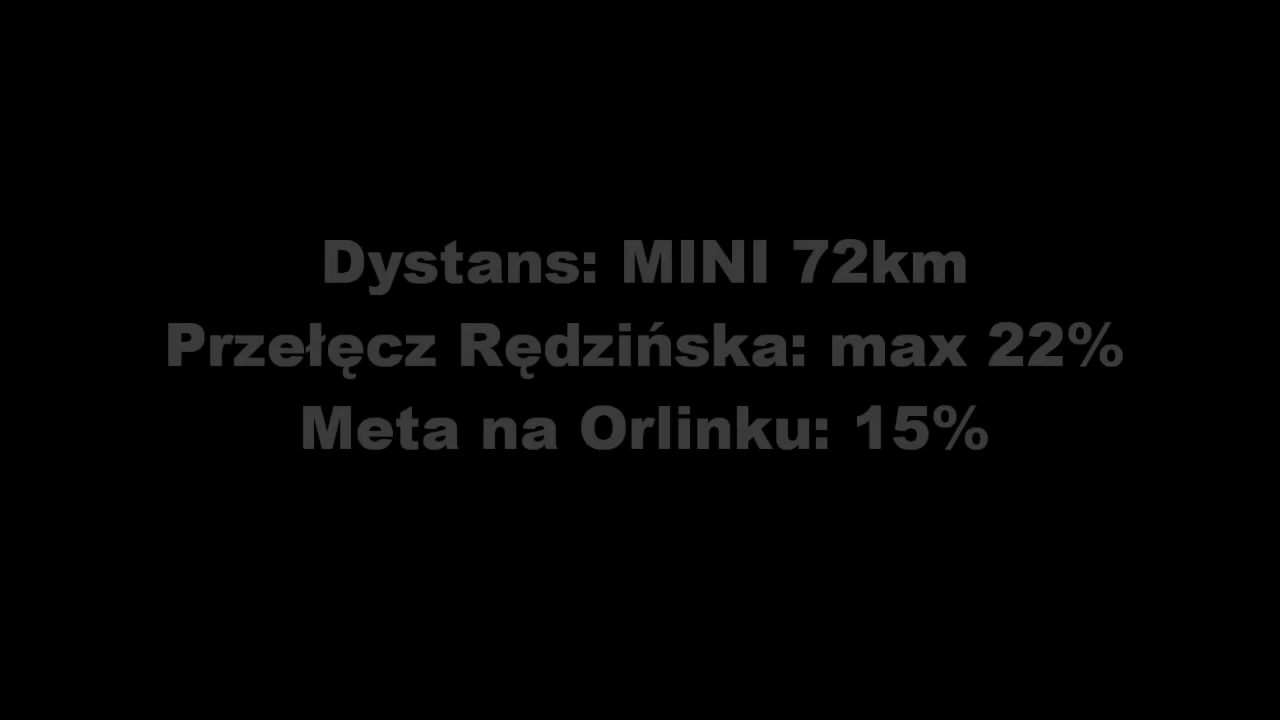 Dystans: MINI 72km
Przełęcz Rędzińska: max 22%
Meta na Orlinku: 15%